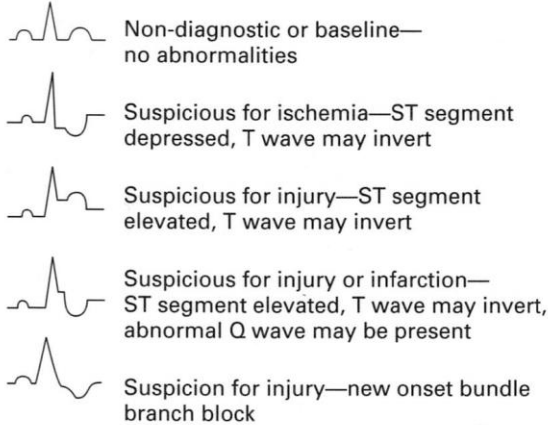 Non-diagnostic or baseline—
no abnormalities
Suspicious for ischemia—ST segment
depressed, T wave may invert
Suspicious for injury—ST segment
elevated, T wave may invert
Suspicious for injury or infarction—
ST segment elevated, T wave may invert,
abnormal Q wave may be present
Suspicion for injury—new onset bundle
branch block